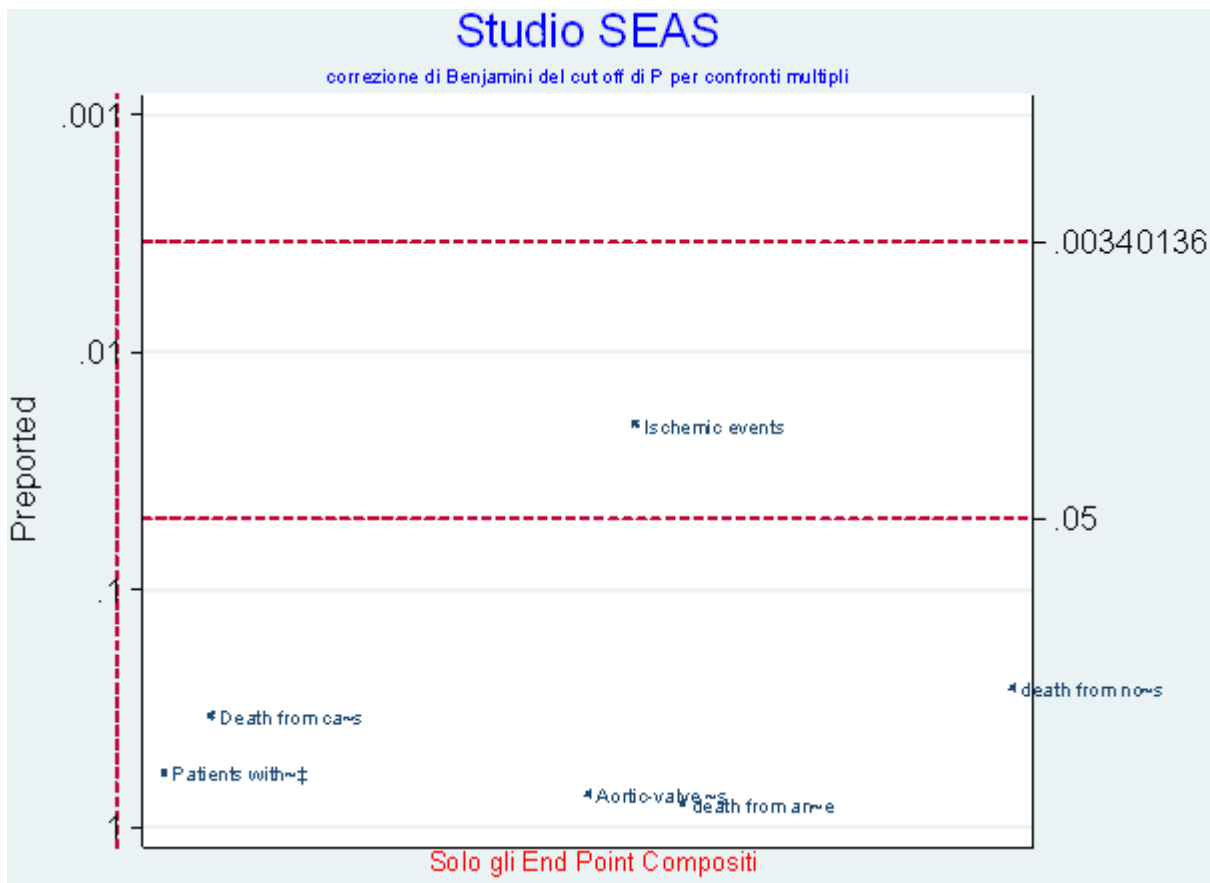 Studio SEAS
correzione di Benjamini del cut off di P per confronti multipli
.001
.00340136
.01
Preported
Ischemic events
.05
.1
death from no~s
Death from ca~s
Patients with~‡
Aortic-valve ~s
death from an~e
1
Solo gli End Point Compositi